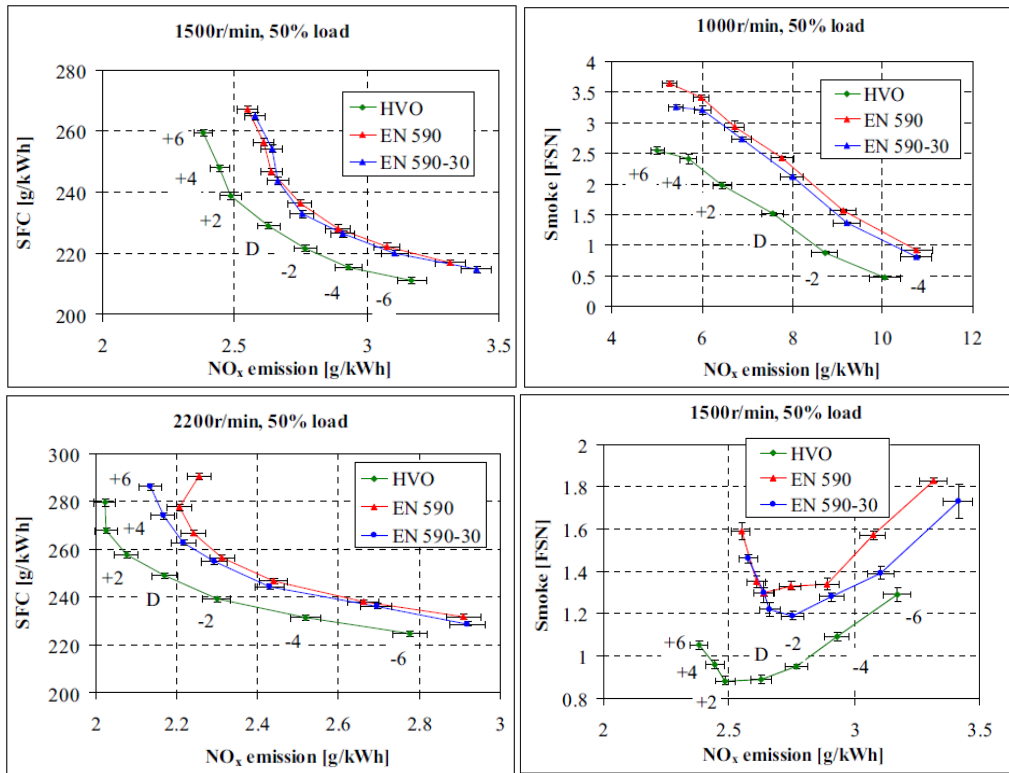 1500r/min, 50% load
SFC [g/kWh]
280
260
240
220
200
HVO
EN 590
EN 590-30
+6
+4
+2
D
-2
-4
-6
2 2.5 3 3.5
NOx emission [g/kWh]
1000r/min, 50% load
Smoke [FSN]
4
3.5
3
2.5
2
1.5
1
0.5
0
HVO
EN 590
EN 590-30
+6
+4
+2
D
-2
-4
4 6 8 10 12
NOx emission [g/kWh]
2200r/min, 50% load
SFC [g/kWh]
300
280
260
240
220
200
HVO
EN 590
EN 590-30
+6
+4
+2
D
-2
-4
-6
2 2.2 2.4 2.6 2.8 3
NOx emission [g/kWh]
1500r/min, 50% load
Smoke [FSN]
2
1.8
1.6
1.4
1.2
1
0.8
HVO
EN 590
EN 590-30
+6
+4
+2
D
-2
-4
-6
2 2.5 3 3.5
NOx emission [g/kWh]